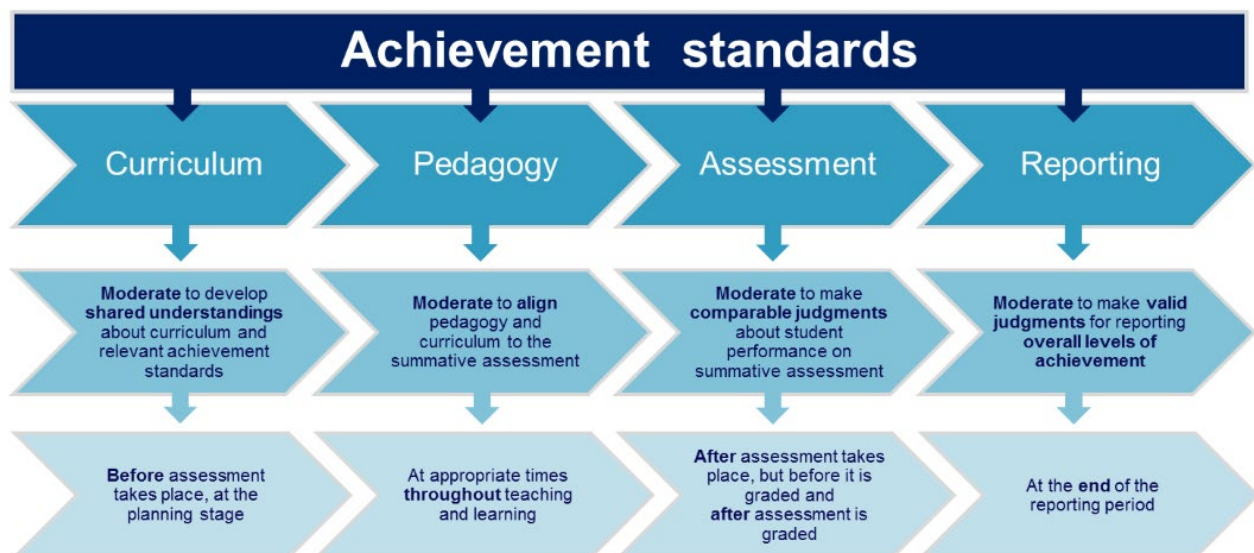 Achievement standards
Curriculum
Pedagogy
Assessment
Reporting
Moderate to develop
shared understandings
about curriculum and
relevant achievement
standards
Moderate to align
pedagogy and
curriculum to the
summative assessment
Moderate to make
comparable judgments
about student
performance on
summative assessment
Moderate to make valid
judgments for reporting
overall levels of
achievement
Before assessment
takes place, at the
planning stage
At appropriate times
throughout teaching
and learning
After assessment takes
place, but before it is
graded and
after assessment is
graded
At the end of the
reporting period